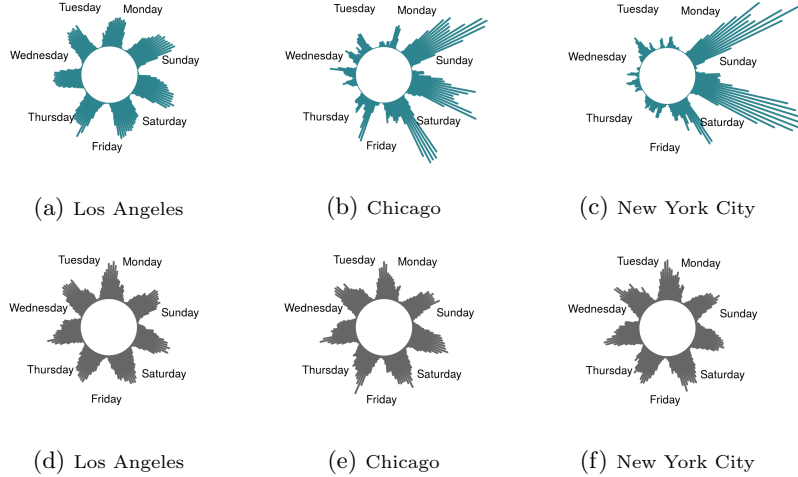 Tuesday Monday
Wednesday Sunday
Thursday Saturday
Friday
(a) Los Angeles
Tuesday Monday
Wednesday Sunday
Thursday Saturday
Friday
(b) Chicago
Tuesday Monday
Wednesday Sunday
Thursday Saturday
Friday
(c) New York City
Tuesday Monday
Wednesday Sunday
Thursday Saturday
Friday
(d) Los Angeles
Tuesday Monday
Wednesday Sunday
Thursday Saturday
Friday
(e) Chicago
Tuesday Monday
Wednesday Sunday
Thursday Saturday
Friday
(f) New York City